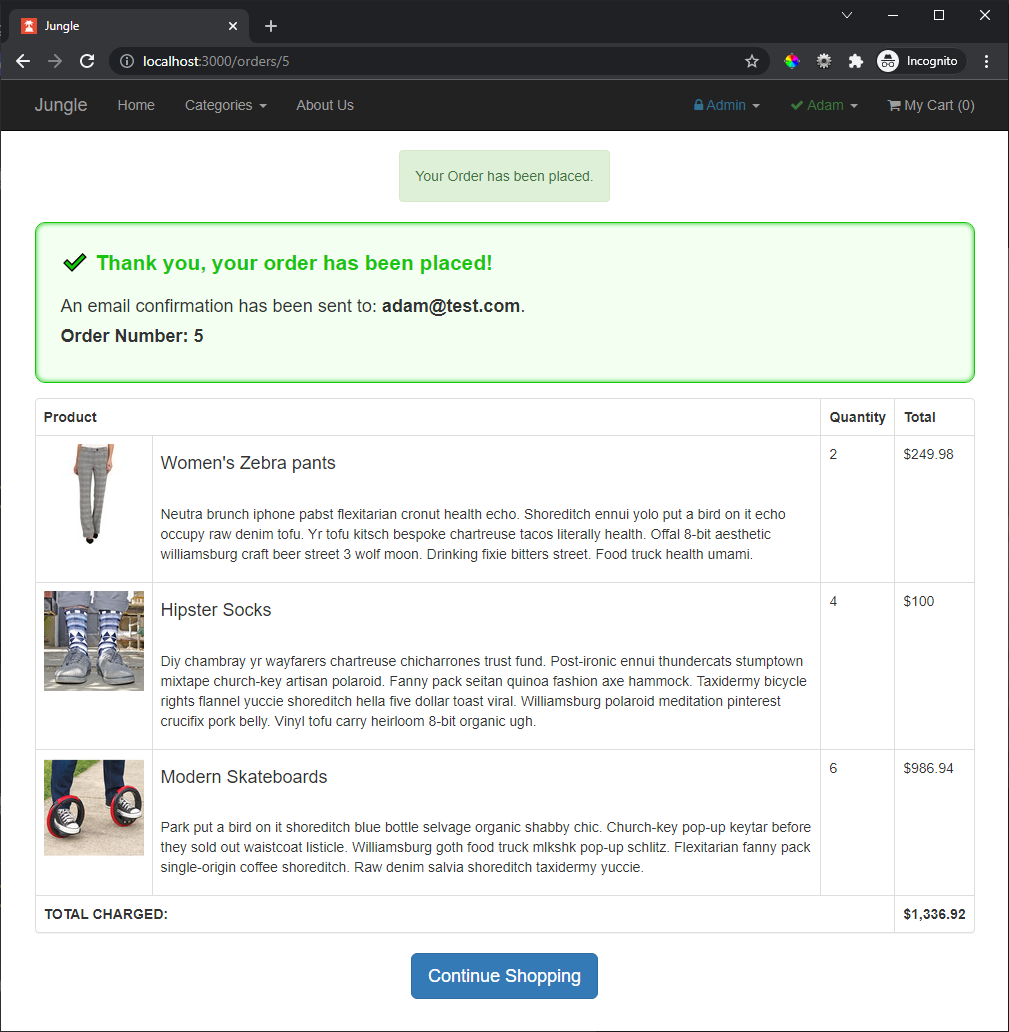 Jungle
localhost:3000/orders/5
Incognito
Jungle Home Categories About Us Admin Adam My Cart (0)
Your Order has been placed.
Thank you, your order has been placed!
An email confirmation has been sent to: adam@test.com.
Order Number: 5
Product Quantity Total
Women's Zebra pants 2 $249.98
Neutra brunch iphone pabst flexitarian cronut health echo. Shoreditch ennui yolo put a bird on it echo
occupy raw denim tofu. Yr tofu kitsch bespoke chartreuse tacos literally health. Offal 8-bit aesthetic
williamsburg craft beer street 3 wolf moon. Drinking fixie bitters street. Food truck health umami.
Hipster Socks 4 $100
Diy chambray yr wayfarers chartreuse chicharrones trust fund. Post-ironic ennui thundercats stumptown
mixtape church-key artisan polaroid. Fanny pack seitan quinoa fashion axe hammock. Taxidermy bicycle
rights flannel yuccie shoreditch hella five dollar toast viral. Williamsburg polaroid meditation pinterest
crucifix pork belly. Vinyl tofu carry heirloom 8-bit organic ugh.
Modern Skateboards 6 $986.94
Park put a bird on it shoreditch blue bottle selvage organic shabby chic. Church-key pop-up keytar before
they sold out waistcoat listicle. Williamsburg goth food truck mlkshk pop-up schlitz. Flexitarian fanny pack
single-origin coffee shoreditch. Raw denim salvia shoreditch taxidermy yuccie.
TOTAL CHARGED: $1,336.92
Continue Shopping